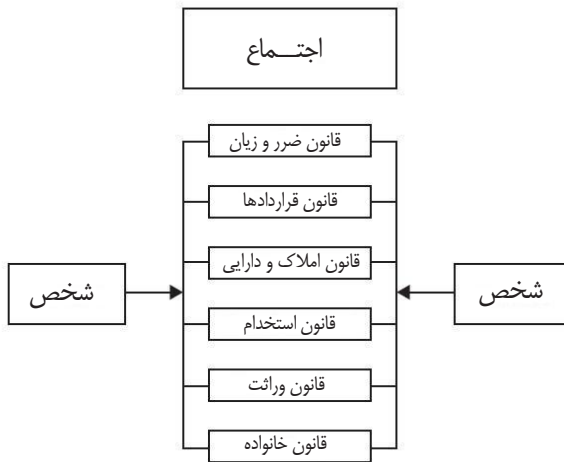 اجتـــماع
قانون ضرر و زیان
قانون قراردادها
قانون املاک و دارایی
شخص
شخص
قانون استخدام
قانون وراثت
قانون خانواده